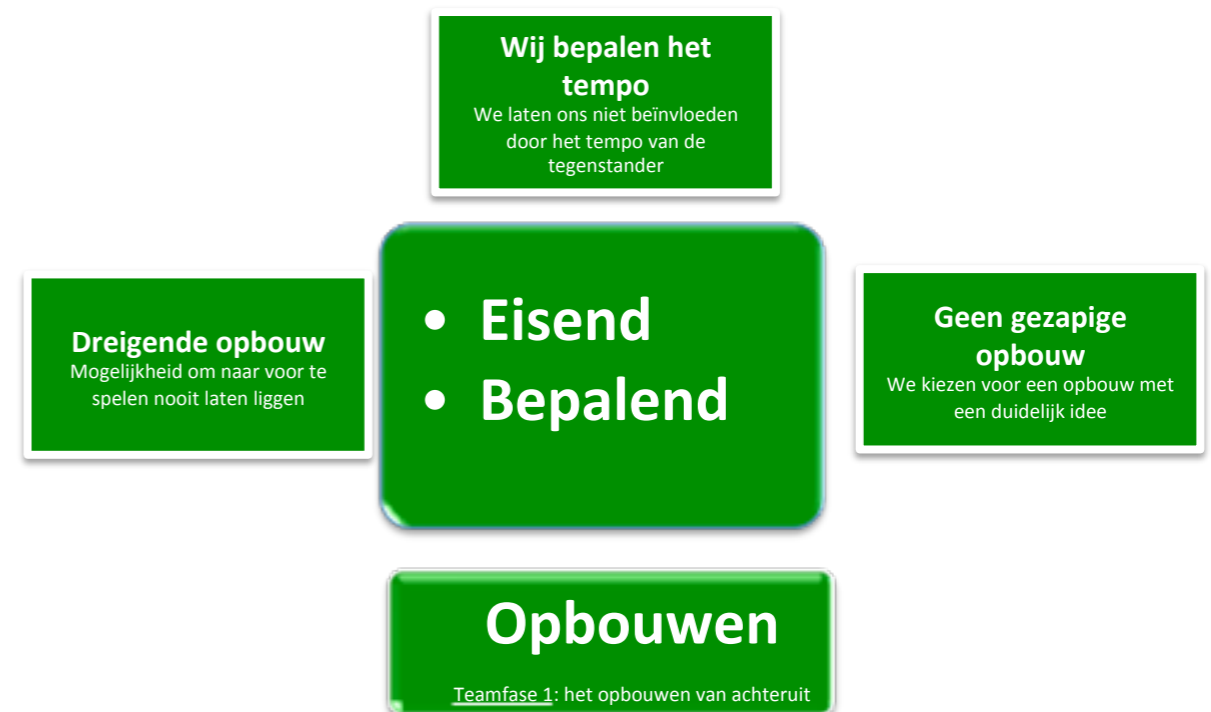 Wij bepalen het
tempo
We laten ons niet beïnvloeden
door het tempo van de
tegenstander
Dreigende opbouw
Mogelijkheid om naar voor te
spelen nooit laten liggen
• Eisend
• Bepalend
Geen gezapige
opbouw
We kiezen voor een opbouw met
een duidelijk idee
Opbouwen
Teamfase 1: het opbouwen van achteruit